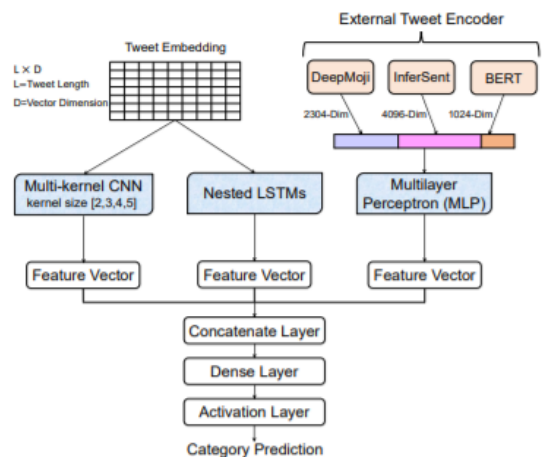 External Tweet Encoder
Tweet Embedding
L × D
L=Tweet Length
D=Vector Dimension
DeepMoji
InferSent
BERT
2304-Dim
4096-Dim
1024-Dim
Multi-kernel CNN
kernel size [2,3,4,5]
Nested LSTMs
Multilayer
Perceptron (MLP)
Feature Vector
Feature Vector
Feature Vector
Concatenate Layer
Dense Layer
Activation Layer
Category Prediction